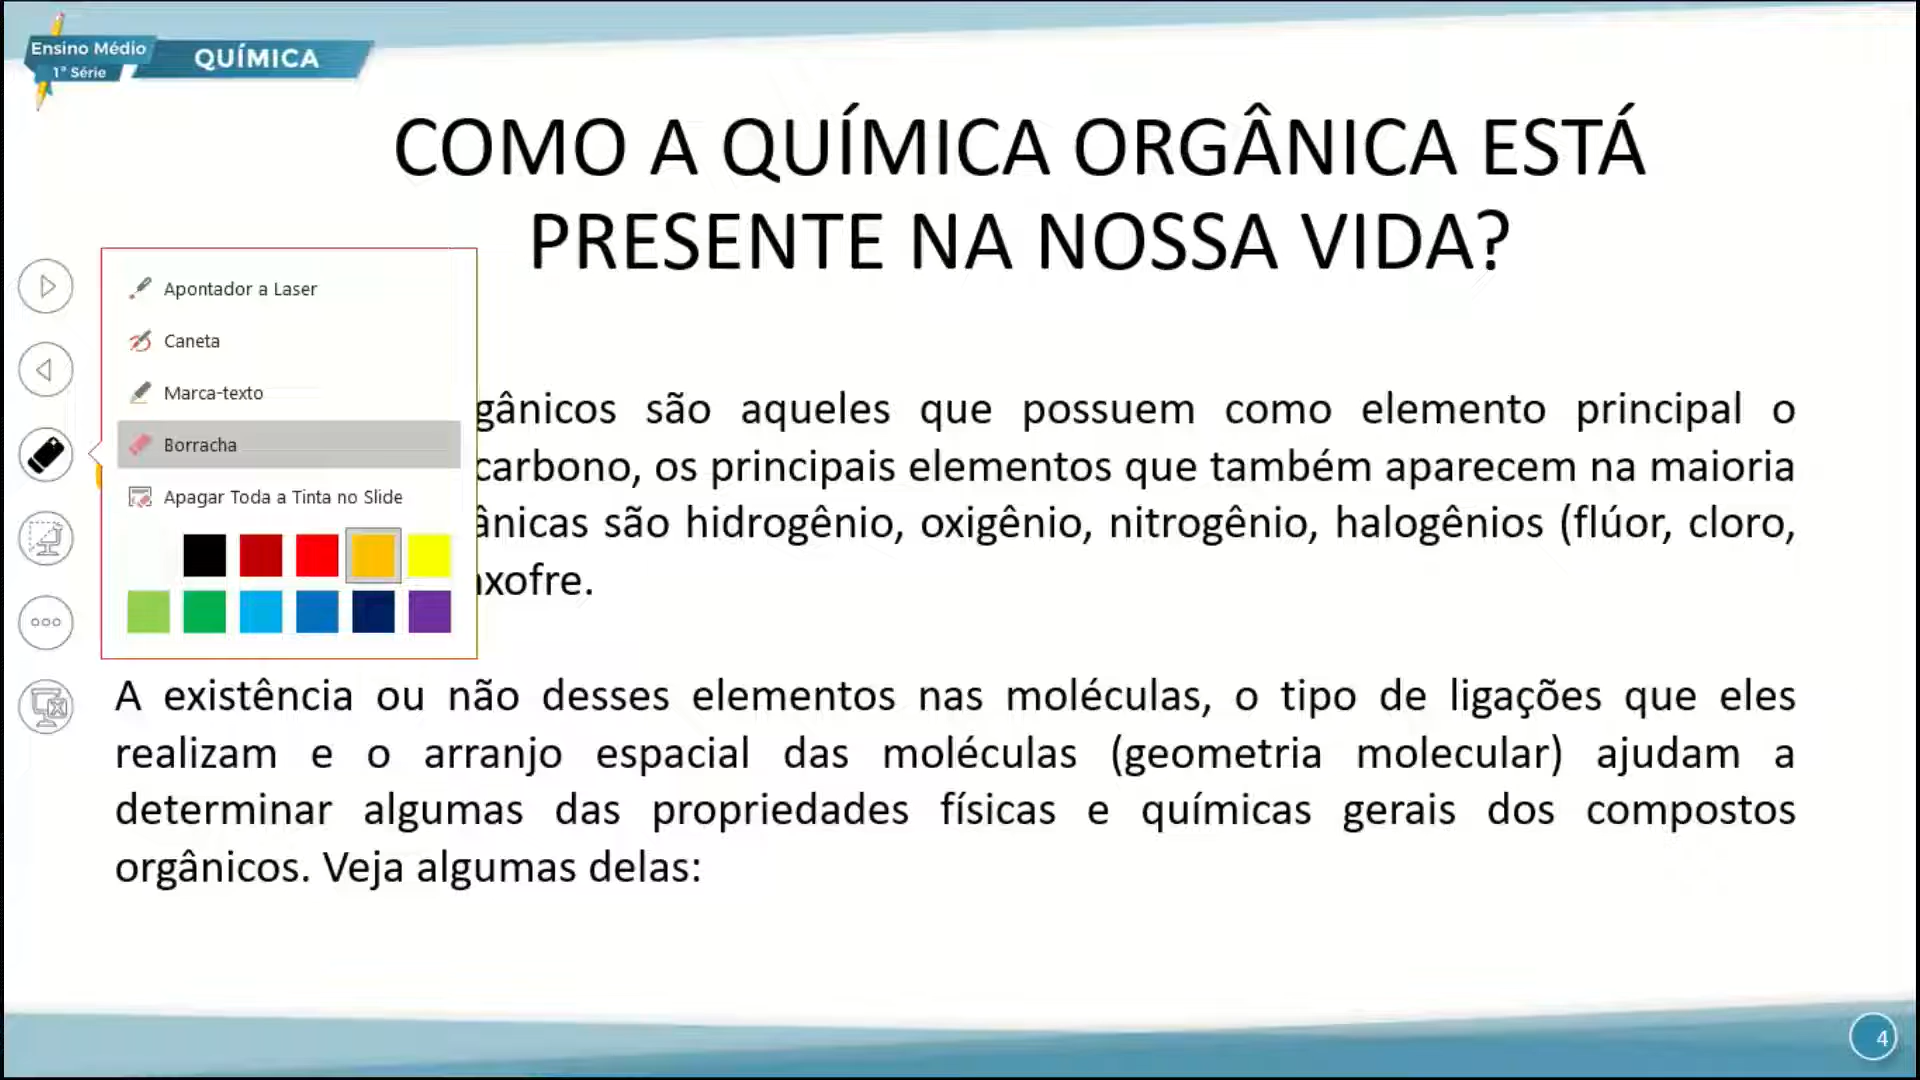 Ensino Médio
1ª Série
QUÍMICA
COMO A QUÍMICA ORGÂNICA ESTÁ
PRESENTE NA NOSSA VIDA?
Apontador a Laser
Caneta
Marca-texto
Borracha
Apagar Toda a Tinta no Slide
gânicos são aqueles que possuem como elemento principal o
carbono, os principais elementos que também aparecem na maioria
ânicas são hidrogênio, oxigênio, nitrogênio, halogênios (flúor, cloro,
xofre.
A existência ou não desses elementos nas moléculas, o tipo de ligações que eles
realizam e o arranjo espacial das moléculas (geometria molecular) ajudam a
determinar algumas das propriedades físicas e químicas gerais dos compostos
orgânicos. Veja algumas delas:
4